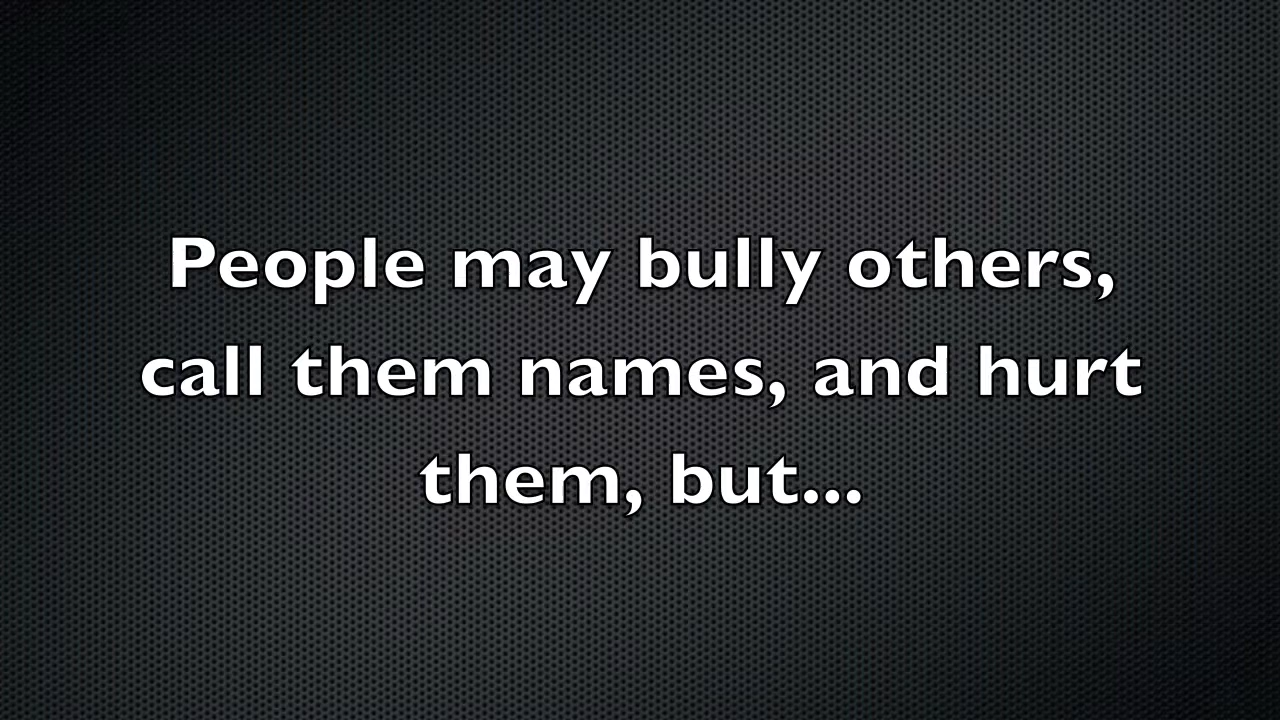 People may bully others,
call them names, and hurt
them, but...